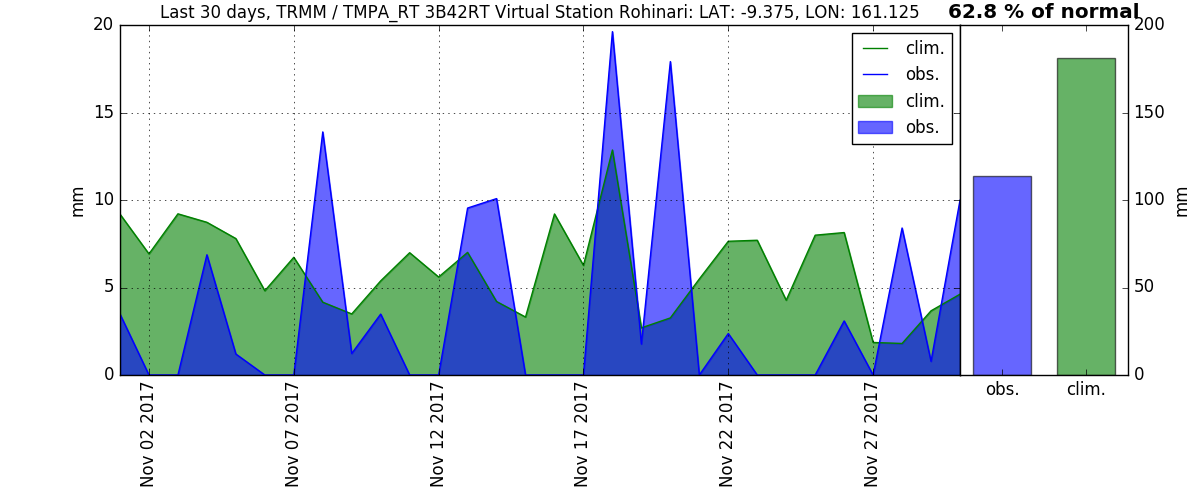 Last 30 days, TRMM / TMPA_RT 3B42RT Virtual Station Rohinari: LAT: -9.375, LON: 161.125
62.8 % of normal
20
15
10
5
0
mm
clim.
obs.
clim.
obs.
200
150
100
50
0
mm
obs.
clim.
Nov 02 2017
Nov 07 2017
Nov 12 2017
Nov 17 2017
Nov 22 2017
Nov 27 2017